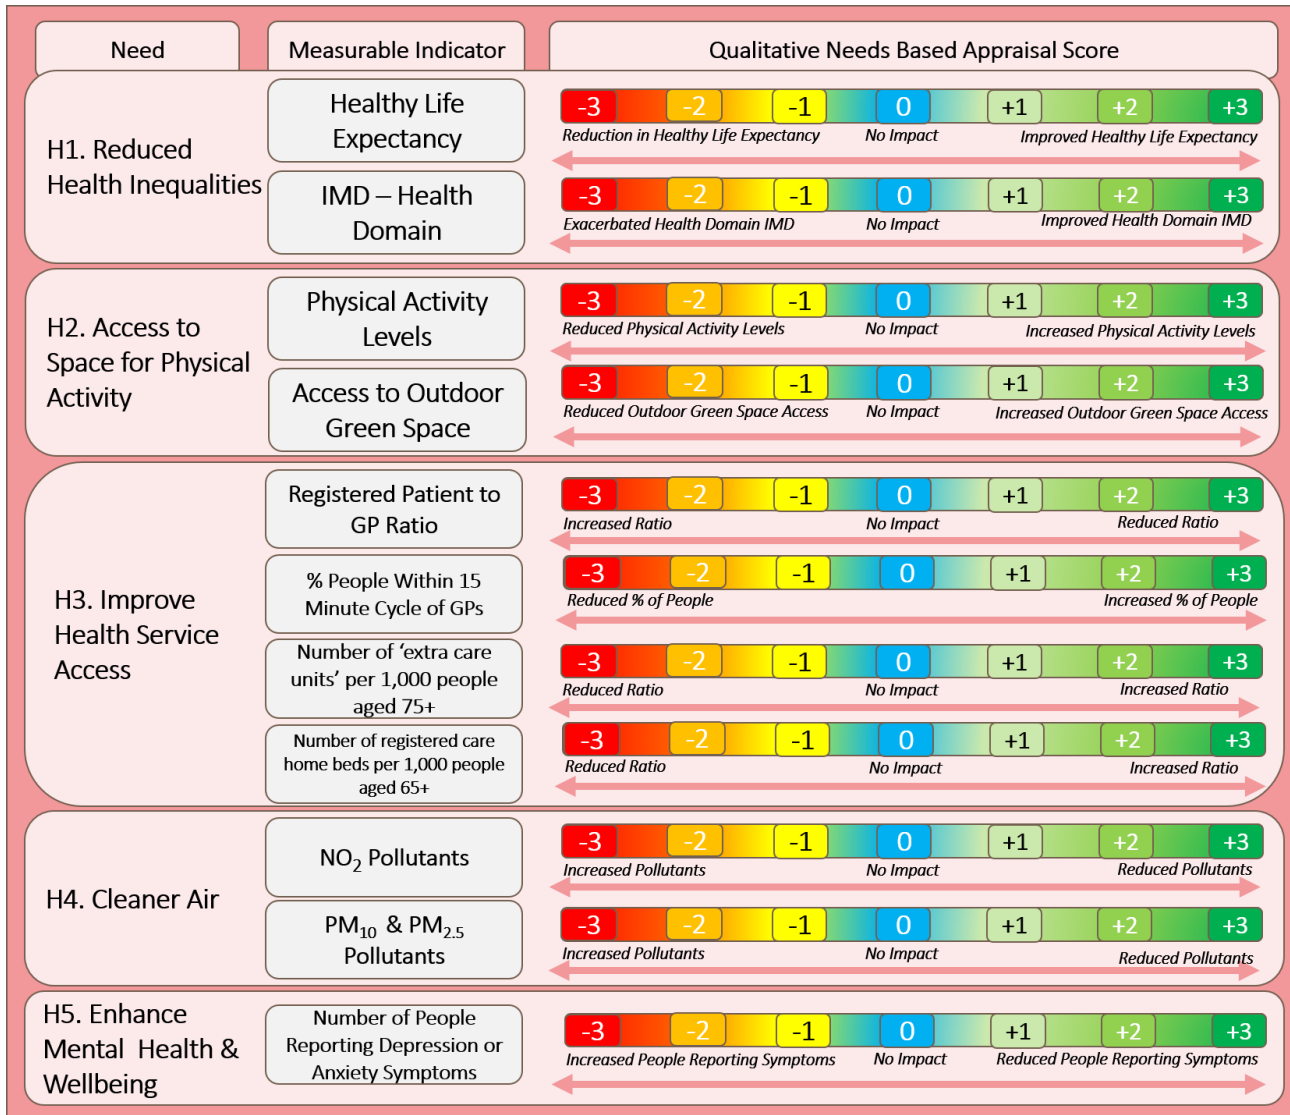 Need
Measurable Indicator
Qualitative Needs Based Appraisal Score
H1. Reduced
Health Inequalities
Healthy Life
Expectancy
-3 -2 -1 0 +1 +2 +3
Reduction in Healthy Life Expectancy No Impact Improved Healthy Life Expectancy
IMD – Health
Domain
-3 -2 -1 0 +1 +2 +3
Exacerbated Health Domain IMD No Impact Improved Health Domain IMD
H2. Access to
Space for Physical
Activity
Physical Activity
Levels
-3 -2 -1 0 +1 +2 +3
Reduced Physical Activity Levels No Impact Increased Physical Activity Levels
Access to Outdoor
Green Space
-3 -2 -1 0 +1 +2 +3
Reduced Outdoor Green Space Access No Impact Increased Outdoor Green Space Access
H3. Improve
Health Service
Access
Registered Patient to
GP Ratio
-3 -2 -1 0 +1 +2 +3
Increased Ratio No Impact Reduced Ratio
% People Within 15
Minute Cycle of GPs
-3 -2 -1 0 +1 +2 +3
Reduced % of People Increased % of People
Number of ‘extra care
units’ per 1,000 people
aged 75+
-3 -2 -1 0 +1 +2 +3
Reduced Ratio No Impact Increased Ratio
Number of registered care
home beds per 1,000 people
aged 65+
-3 -2 -1 0 +1 +2 +3
Reduced Ratio No Impact Increased Ratio
H4. Cleaner Air
NO₂ Pollutants
-3 -2 -1 0 +1 +2 +3
Increased Pollutants No Impact Reduced Pollutants
PM₁₀ & PM₂.₅
Pollutants
-3 -2 -1 0 +1 +2 +3
Increased Pollutants No Impact Reduced Pollutants
H5. Enhance
Mental Health &
Wellbeing
Number of People
Reporting Depression or
Anxiety Symptoms
-3 -2 -1 0 +1 +2 +3
Increased People Reporting Symptoms No Impact Reduced People Reporting Symptoms